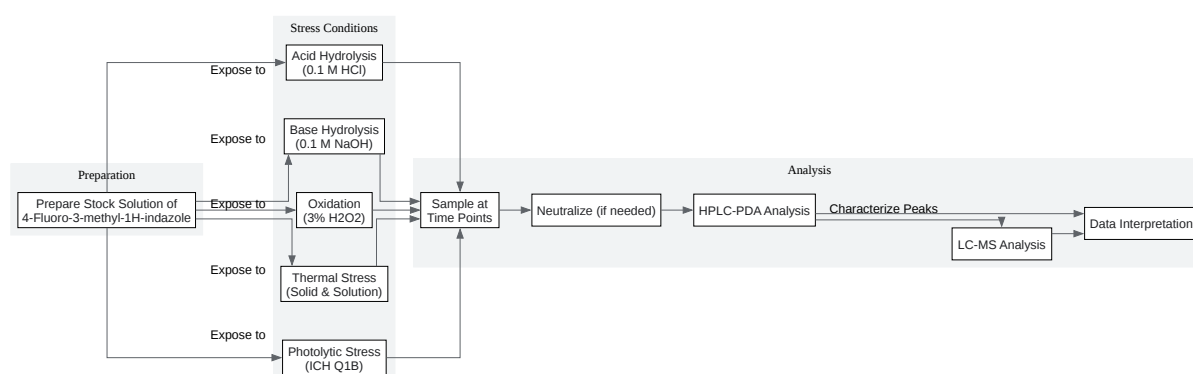 Stress Conditions
Acid Hydrolysis
(0.1 M HCl)
Expose to
Base Hydrolysis
(0.1 M NaOH)
Expose to
Preparation
Prepare Stock Solution of
4-Fluoro-3-methyl-1H-indazole
Expose to
Oxidation
(3% H2O2)
Expose to
Thermal Stress
(Solid & Solution)
Expose to
Photolytic Stress
(ICH Q1B)
Analysis
Sample at
Time Points
Neutralize (if needed)
HPLC-PDA Analysis
Characterize Peaks
LC-MS Analysis
Data Interpretation